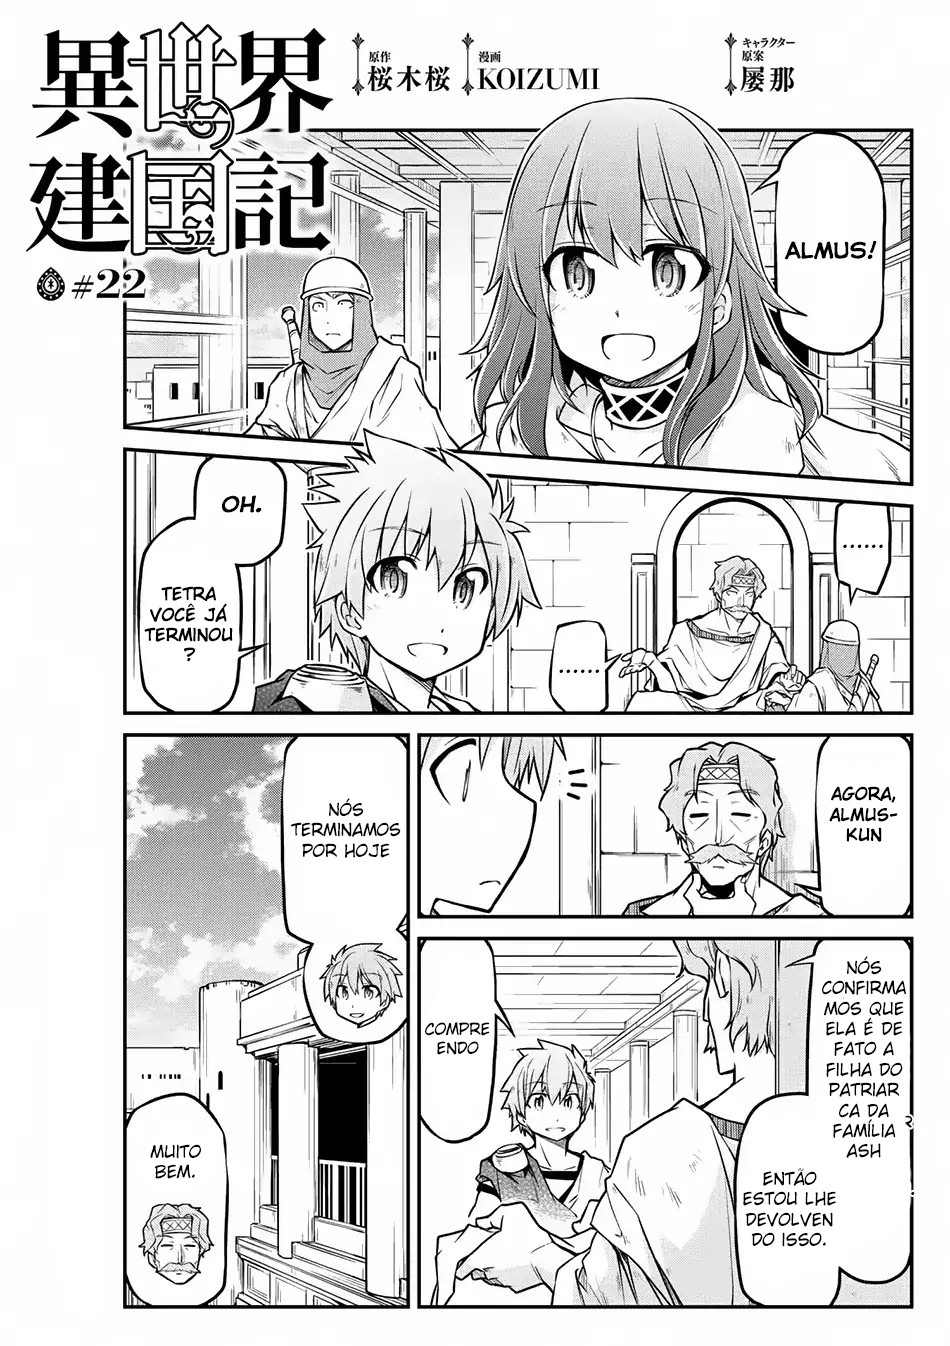 異世界
建国記
#22
原作
桜木桜
漫画
KOIZUMI
キャラクター
原案
屡那
ALMUS!
OH.
TETRA
VOCÊ JÁ
TERMINOU
?
........
........
AGORA,
ALMUS-
KUN
NÓS
CONFIRMA
MOS QUE
ELA É DE
FATO A
FILHA DO
PATRIAR
CA DA
FAMÍLIA
ASH
ENTÃO
ESTOU LHE
DEVOLVEN
DO ISSO.
COMPRE
ENDO
NÓS
TERMINAMOS
POR HOJE
MUITO
BEM.